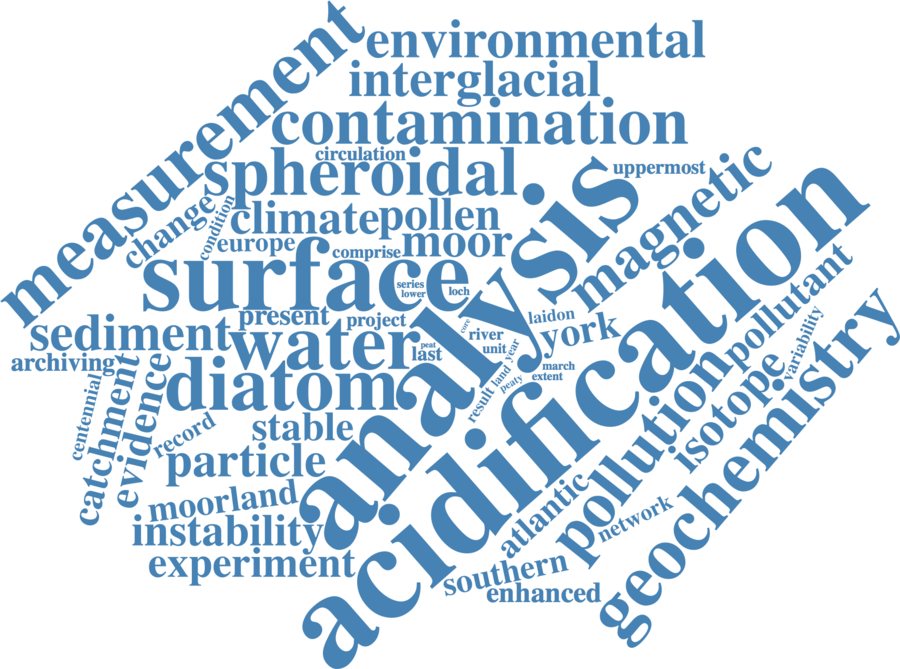 environmental
measurement
interglacial
contamination
circulation
spheroidal
uppermost
magnetic
change
condition
climate
pollen
analysis
europe
comprise
moor
surface
series
lower
loch
acidification
pollutant
present
project
laidon
sediment
water
core
river
york
variability
archiving
peat
last
unit
year
march
extent
geochemistry
centennial
catchment
evidence
diatom
result
land
peaty
isotope
pollution
record
stable
particle
moorland
atlantic
network
instability
experiment
southern
enhanced